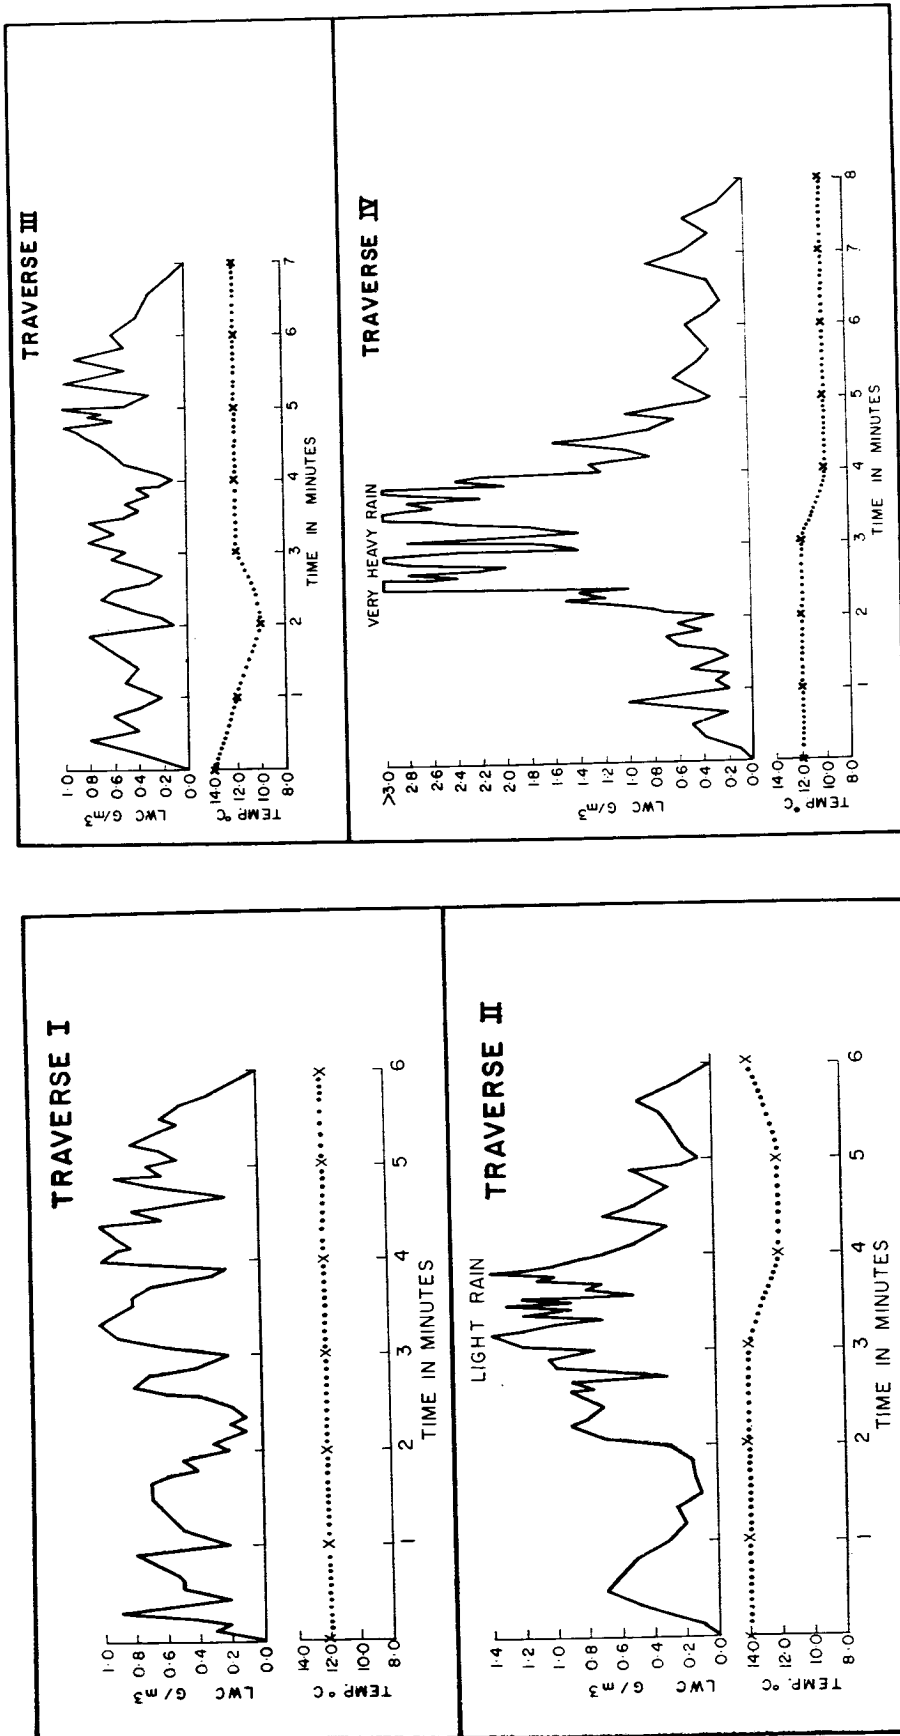 TRAVERSE I
1·0
0·8
0·6
0·4
0·2
0·0
LWC G/m³
14·0
12·0
10·0
8·0
TEMP.°C
1 2 3 4 5 6
TIME IN MINUTES
TRAVERSE II
LIGHT RAIN
1·4
1·2
1·0
0·8
0·6
0·4
0·2
0·0
LWC G/m³
14·0
12·0
10·0
8·0
TEMP. °C
1 2 3 4 5 6
TIME IN MINUTES
TRAVERSE III
1·0
0·8
0·6
0·4
0·2
0·0
LWC G/m³
14·0
12·0
10·0
8·0
TEMP.°C
1 2 3 4 5 6 7
TIME IN MINUTES
TRAVERSE IV
VERY HEAVY RAIN
>3·0
2·8
2·6
2·4
2·2
2·0
1·8
1·6
1·4
1·2
1·0
0·8
0·6
0·4
0·2
0·0
LWC G/m³
14·0
12·0
10·0
8·0
TEMP.°C
1 2 3 4 5 6 7 8
TIME IN MINUTES